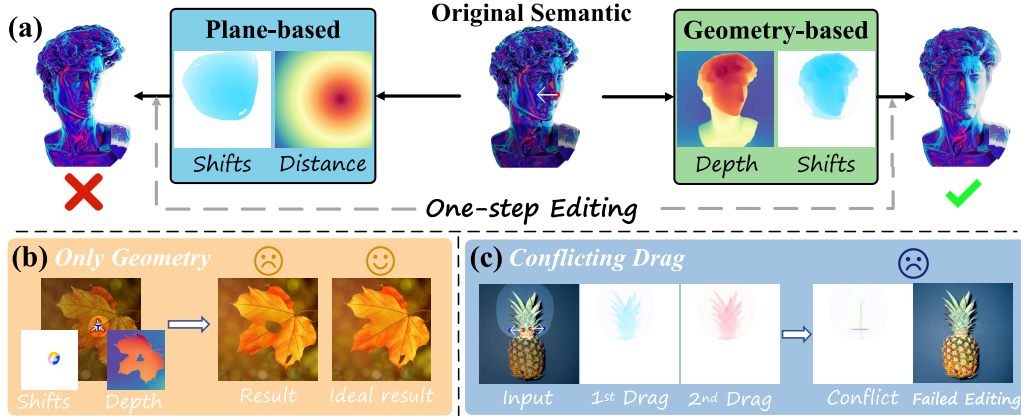 (a)
Plane-based
Original Semantic
Geometry-based
Shifts
Distance
Depth
Shifts
One-step Editing
(b) Only Geometry
Shifts
Depth
Result
Ideal result
(c) Conflicting Drag
Input
1st Drag
2nd Drag
Conflict
Failed Editing